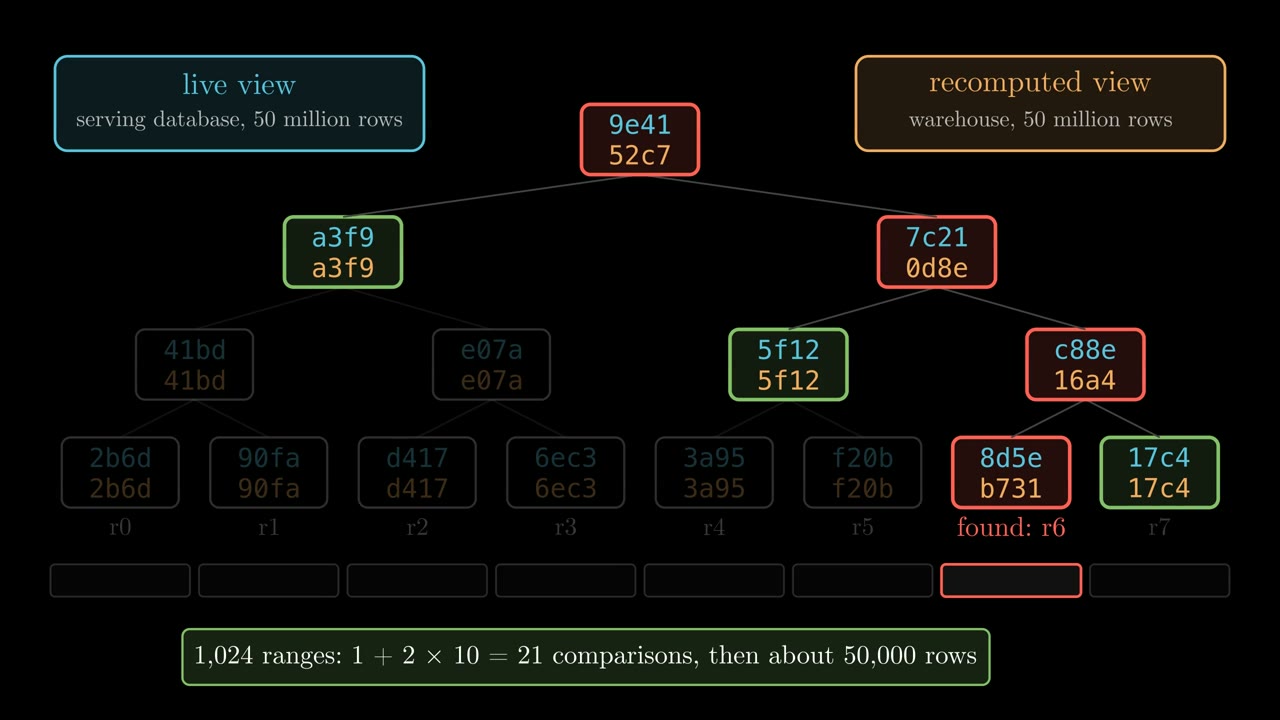 live view
serving database, 50 million rows
recomputed view
warehouse, 50 million rows
9e41
52c7
a3f9
a3f9
7c21
0d8e
41bd
41bd
e07a
e07a
5f12
5f12
c88e
16a4
2b6d
2b6d
90fa
90fa
d417
d417
6ec3
6ec3
3a95
3a95
f20b
f20b
8d5e
b731
17c4
17c4
r0
r1
r2
r3
r4
r5
found: r6
r7
1,024 ranges: 1 + 2 × 10 = 21 comparisons, then about 50,000 rows